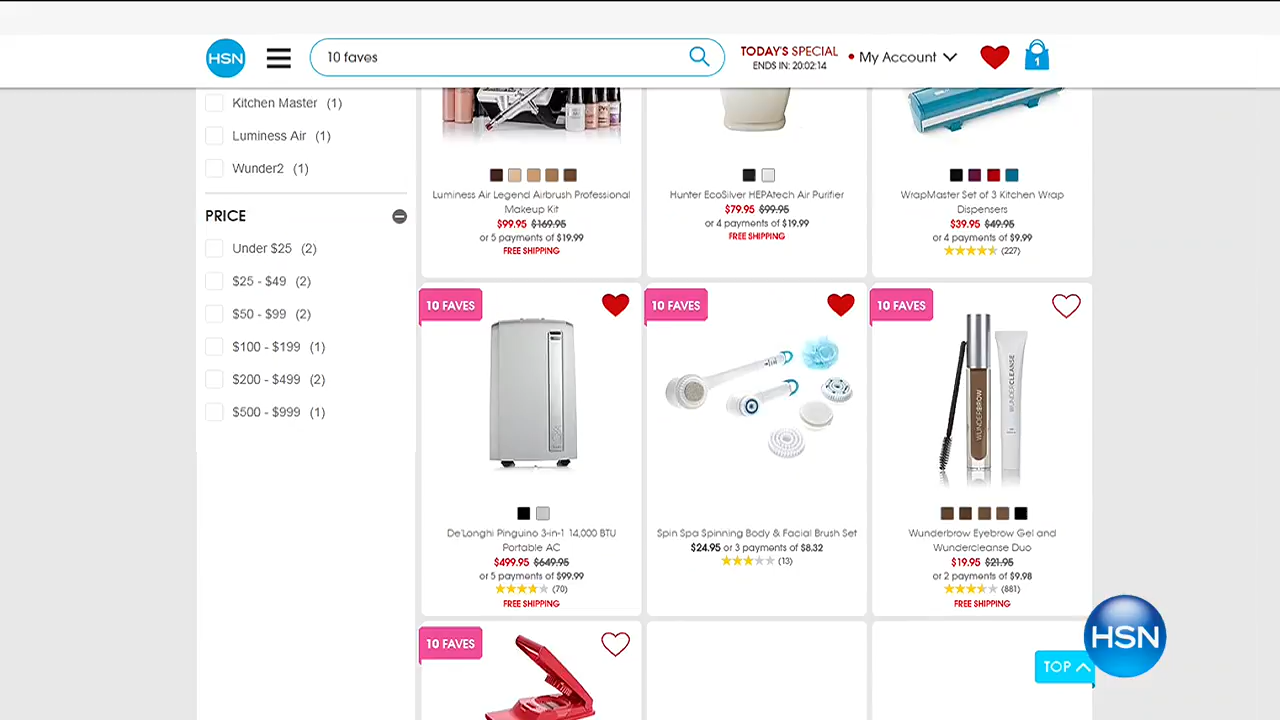 HSN
10 faves
TODAY'S SPECIAL
ENDS IN: 20:02:14
My Account
1
Kitchen Master (1)
Luminess Air (1)
Wunder2 (1)
PRICE
Under $25 (2)
$25 - $49 (2)
$50 - $99 (2)
$100 - $199 (1)
$200 - $499 (2)
$500 - $999 (1)
Luminess Air Legend Airbrush Professional
Makeup Kit
$99.95 $169.95
or 5 payments of $19.99
FREE SHIPPING
Hunter EcoSilver HEPAtech Air Purifier
$79.95 $99.95
or 4 payments of $19.99
FREE SHIPPING
WrapMaster Set of 3 Kitchen Wrap
Dispensers
$39.95 $49.95
or 4 payments of $9.99
(227)
10 FAVES
De'Longhi Pinguino 3-in-1 14,000 BTU
Portable AC
$499.95 $649.95
or 5 payments of $99.99
(70)
FREE SHIPPING
10 FAVES
Spin Spa Spinning Body & Facial Brush Set
$24.95 or 3 payments of $8.32
(13)
10 FAVES
WUNDERBROW
WUNDERCLEANSE
Wunderbrow Eyebrow Gel and
Wundercleanse Duo
$19.95 $21.95
or 2 payments of $9.98
(881)
FREE SHIPPING
10 FAVES
TOP
HSN